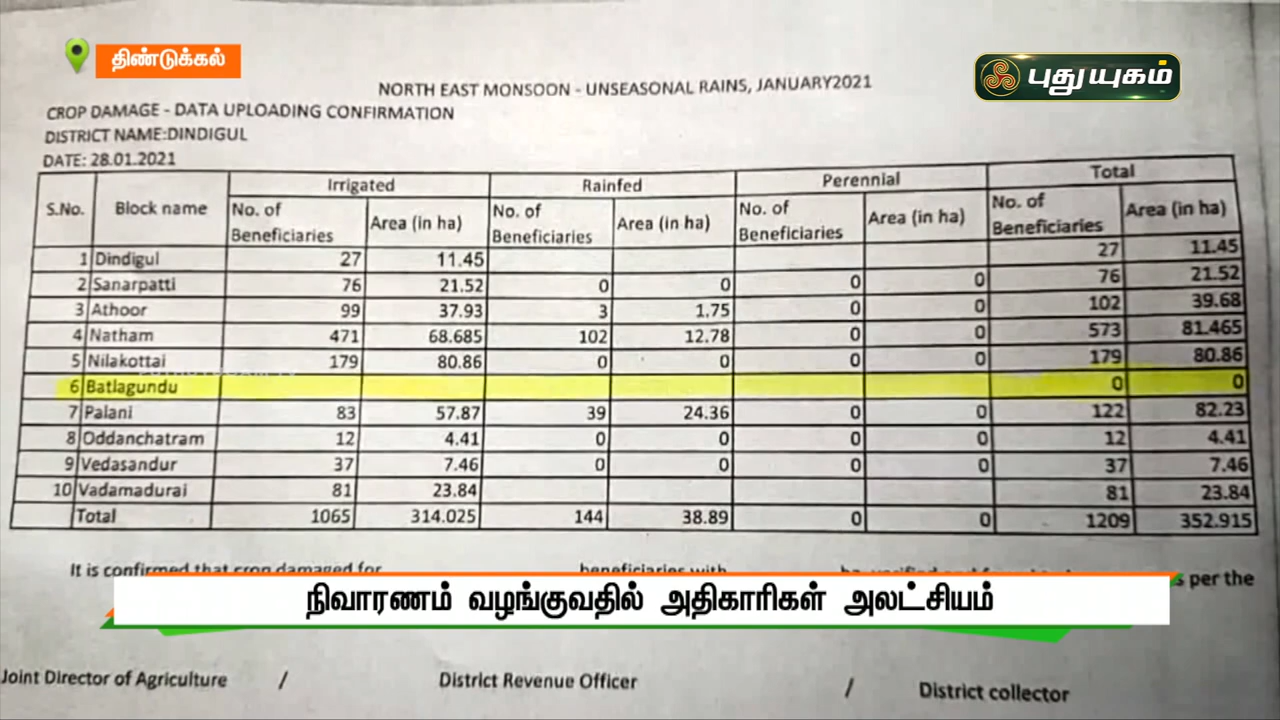 திண்டுக்கல்
புதுயுகம்
NORTH EAST MONSOON - UNSEASONAL RAINS, JANUARY2021
CROP DAMAGE - DATA UPLOADING CONFIRMATION
DISTRICT NAME:DINDIGUL
DATE: 28.01.2021
S.No. Block name Irrigated Rainfed Perennial Total
No. of Beneficiaries Area (in ha) No. of Beneficiaries Area (in ha) No. of Beneficiaries Area (in ha) No. of Beneficiaries Area (in ha)
1 Dindigul 27 11.45 27 11.45
2 Sanarpatti 76 21.52 0 0 0 0 76 21.52
3 Athoor 99 37.93 3 1.75 0 0 102 39.68
4 Natham 471 68.685 102 12.78 0 0 573 81.465
5 Nilakottai 179 80.86 0 0 0 0 179 80.86
6 Batlagundu 0 0
7 Palani 83 57.87 39 24.36 0 0 122 82.23
8 Oddanchatram 12 4.41 0 0 0 0 12 4.41
9 Vedasandur 37 7.46 0 0 0 0 37 7.46
10 Vadamadurai 81 23.84 81 23.84
Total 1065 314.025 144 38.89 0 0 1209 352.915
It is confirmed that crop damaged for beneficiaries with per the
நிவாரணம் வழங்குவதில் அதிகாரிகள் அலட்சியம்
Joint Director of Agriculture / District Revenue Officer / District collector